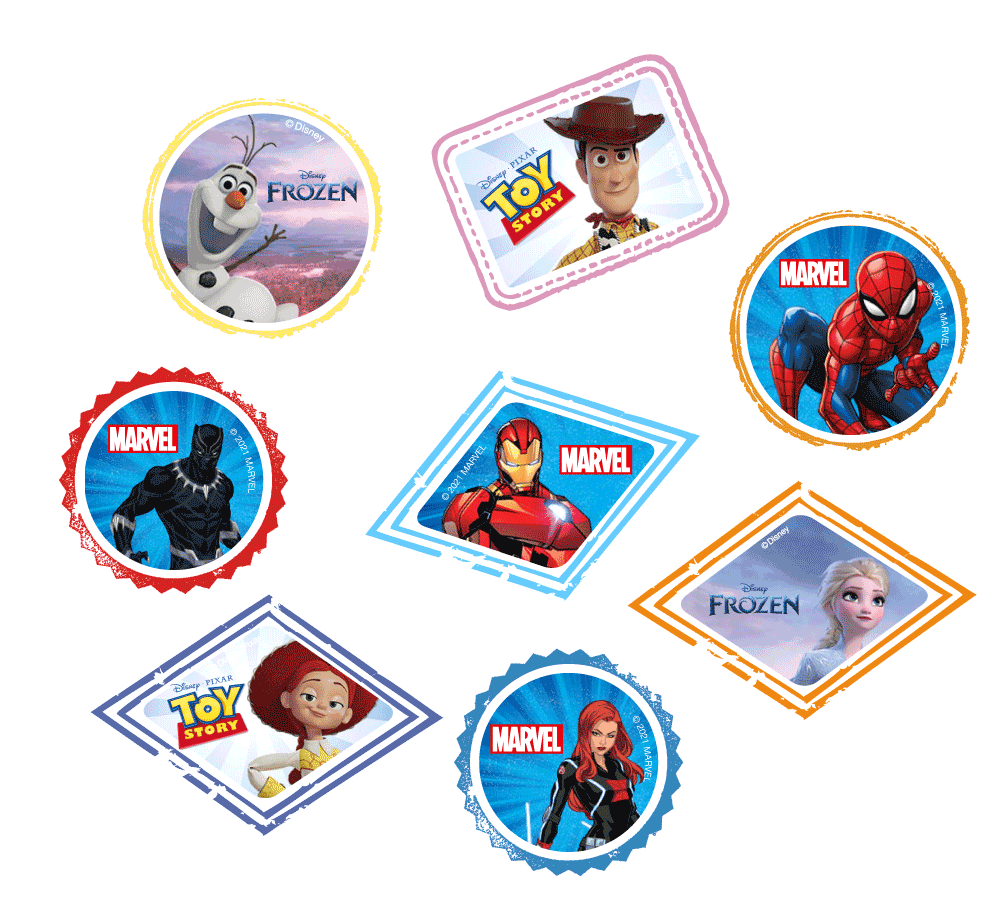 © Disney
Disney
FROZEN
Disney · PIXAR
TOY
STORY
MARVEL
© 2021 MARVEL
MARVEL
© 2021 MARVEL
© 2021 MARVEL
MARVEL
©Disney
Disney
FROZEN
Disney · PIXAR
TOY
STORY
MARVEL
© 2021 MARVEL